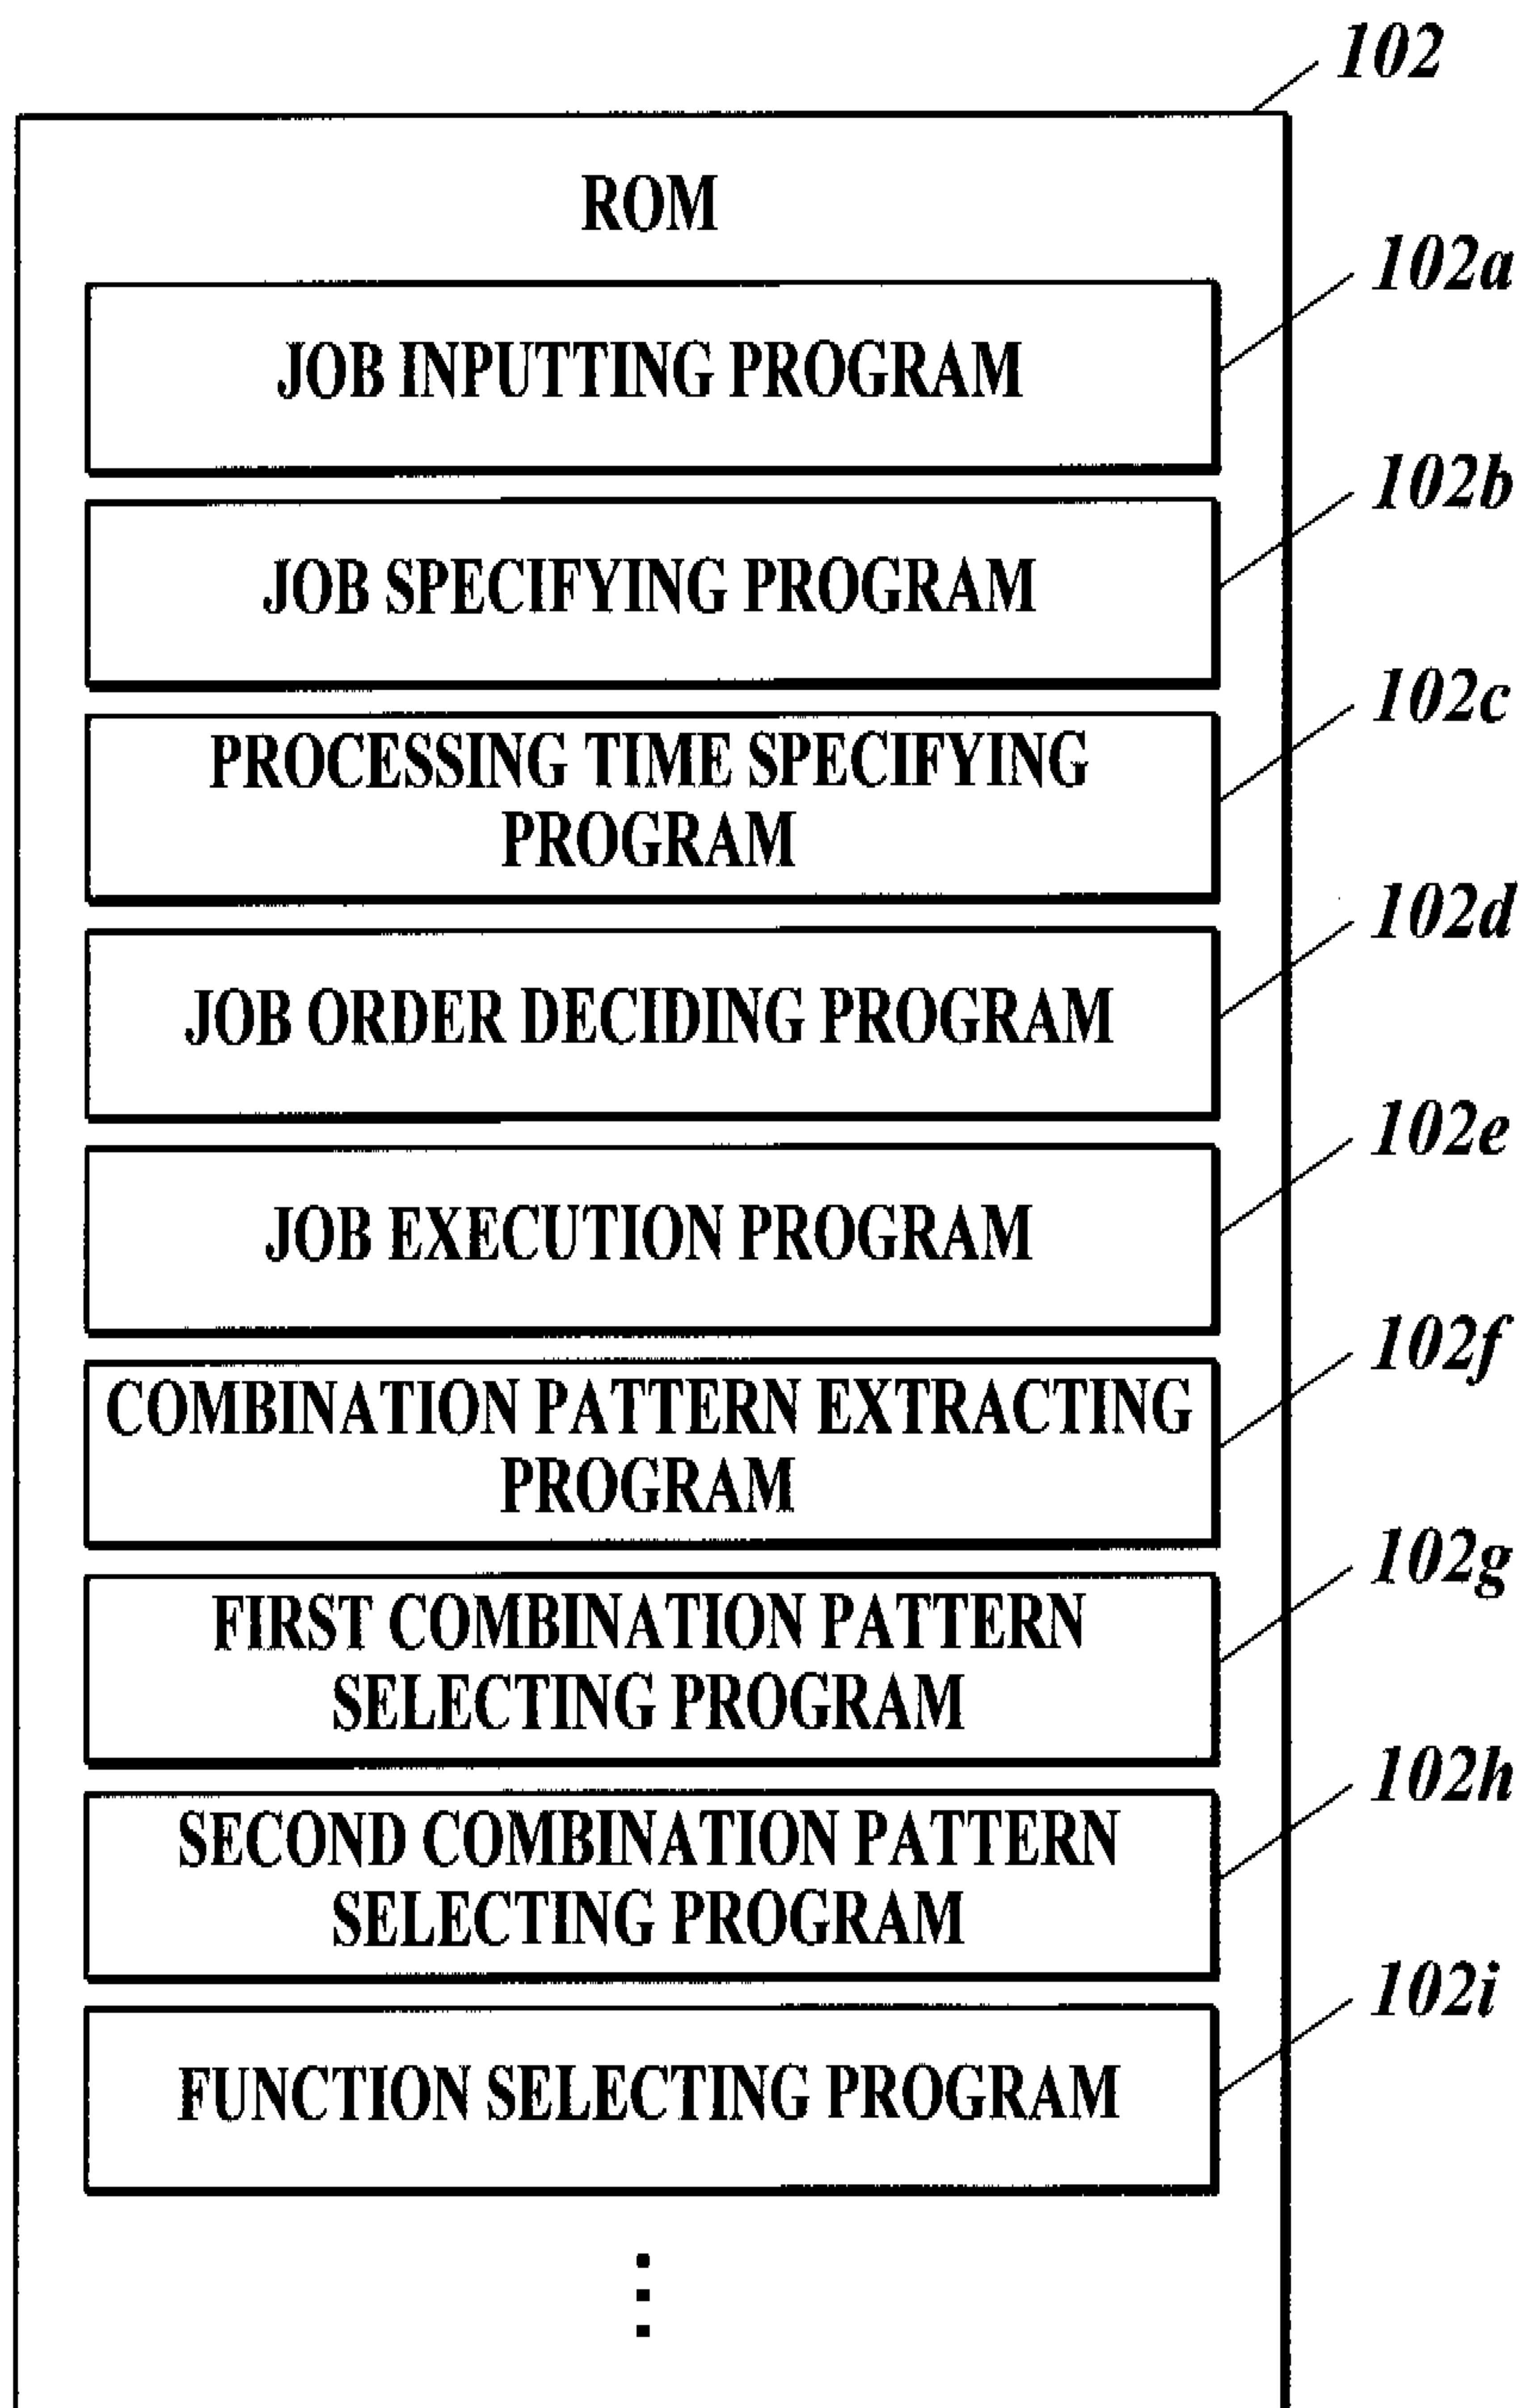 102
ROM
102a
JOB INPUTTING PROGRAM
102b
JOB SPECIFYING PROGRAM
102c
PROCESSING TIME SPECIFYING
PROGRAM
102d
JOB ORDER DECIDING PROGRAM
102e
JOB EXECUTION PROGRAM
102f
COMBINATION PATTERN EXTRACTING
PROGRAM
102g
FIRST COMBINATION PATTERN
SELECTING PROGRAM
102h
SECOND COMBINATION PATTERN
SELECTING PROGRAM
102i
FUNCTION SELECTING PROGRAM